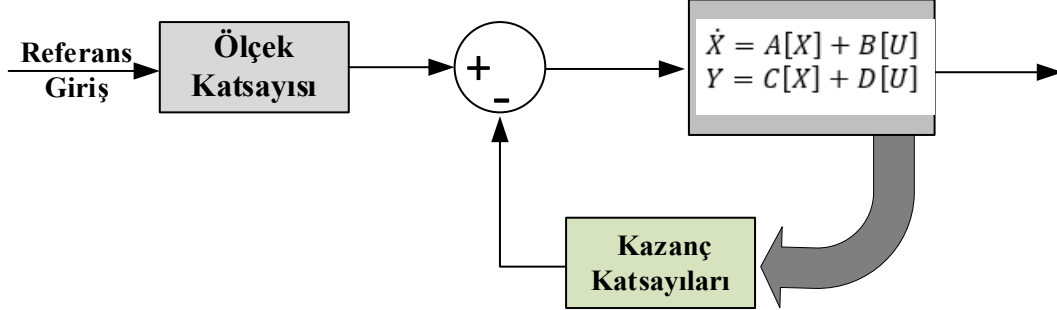 Referans
Giriş
Ölçek
Katsayısı
+
-
Ẋ = A[X] + B[U]
Y = C[X] + D[U]
Kazanç
Katsayıları